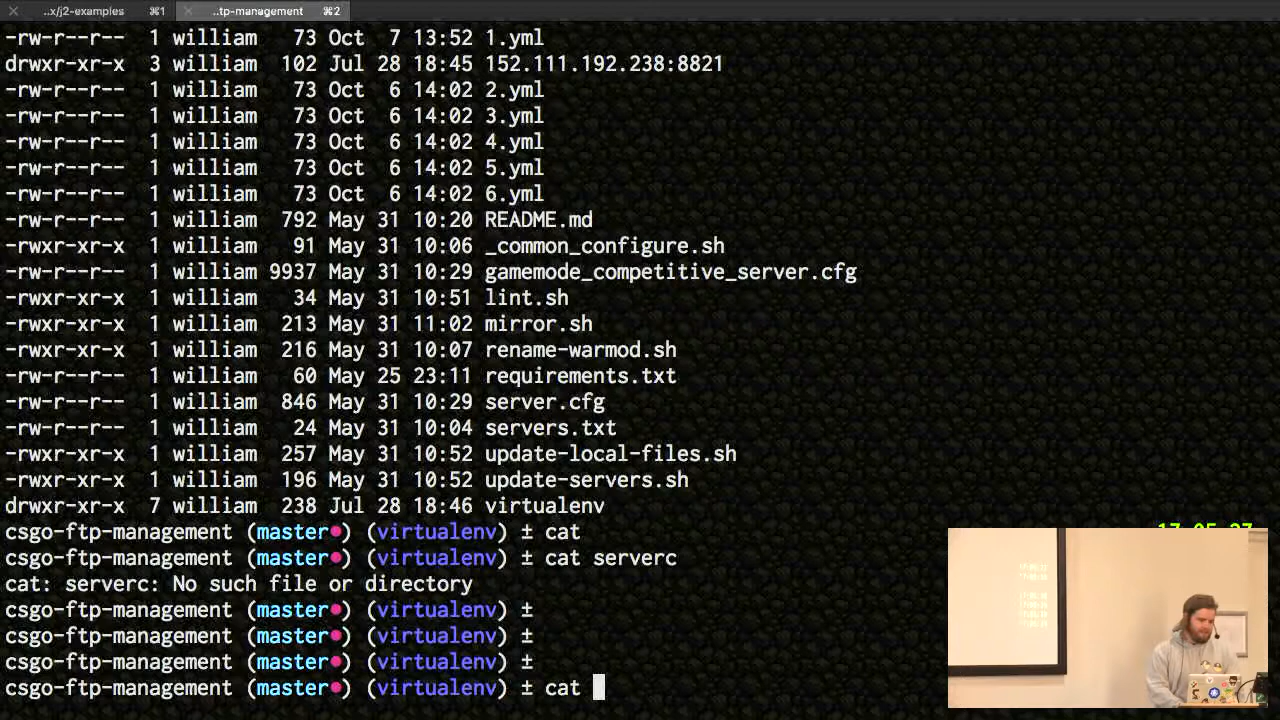 ..x/j2-examples ⌘1 ..tp-management ⌘2
-rw-r--r-- 1 william 73 Oct 7 13:52 1.yml
drwxr-xr-x 3 william 102 Jul 28 18:45 152.111.192.238:8821
-rw-r--r-- 1 william 73 Oct 6 14:02 2.yml
-rw-r--r-- 1 william 73 Oct 6 14:02 3.yml
-rw-r--r-- 1 william 73 Oct 6 14:02 4.yml
-rw-r--r-- 1 william 73 Oct 6 14:02 5.yml
-rw-r--r-- 1 william 73 Oct 6 14:02 6.yml
-rw-r--r-- 1 william 792 May 31 10:20 README.md
-rwxr-xr-x 1 william 91 May 31 10:06 _common_configure.sh
-rw-r--r-- 1 william 9937 May 31 10:29 gamemode_competitive_server.cfg
-rwxr-xr-x 1 william 34 May 31 10:51 lint.sh
-rwxr-xr-x 1 william 213 May 31 11:02 mirror.sh
-rwxr-xr-x 1 william 216 May 31 10:07 rename-warmod.sh
-rw-r--r-- 1 william 60 May 25 23:11 requirements.txt
-rw-r--r-- 1 william 846 May 31 10:29 server.cfg
-rw-r--r-- 1 william 24 May 31 10:04 servers.txt
-rwxr-xr-x 1 william 257 May 31 10:52 update-local-files.sh
-rwxr-xr-x 1 william 196 May 31 10:52 update-servers.sh
drwxr-xr-x 7 william 238 Jul 28 18:46 virtualenv
csgo-ftp-management (master●) (virtualenv) ± cat
csgo-ftp-management (master●) (virtualenv) ± cat serverc
cat: serverc: No such file or directory
csgo-ftp-management (master●) (virtualenv) ±
csgo-ftp-management (master●) (virtualenv) ±
csgo-ftp-management (master●) (virtualenv) ±
csgo-ftp-management (master●) (virtualenv) ± cat